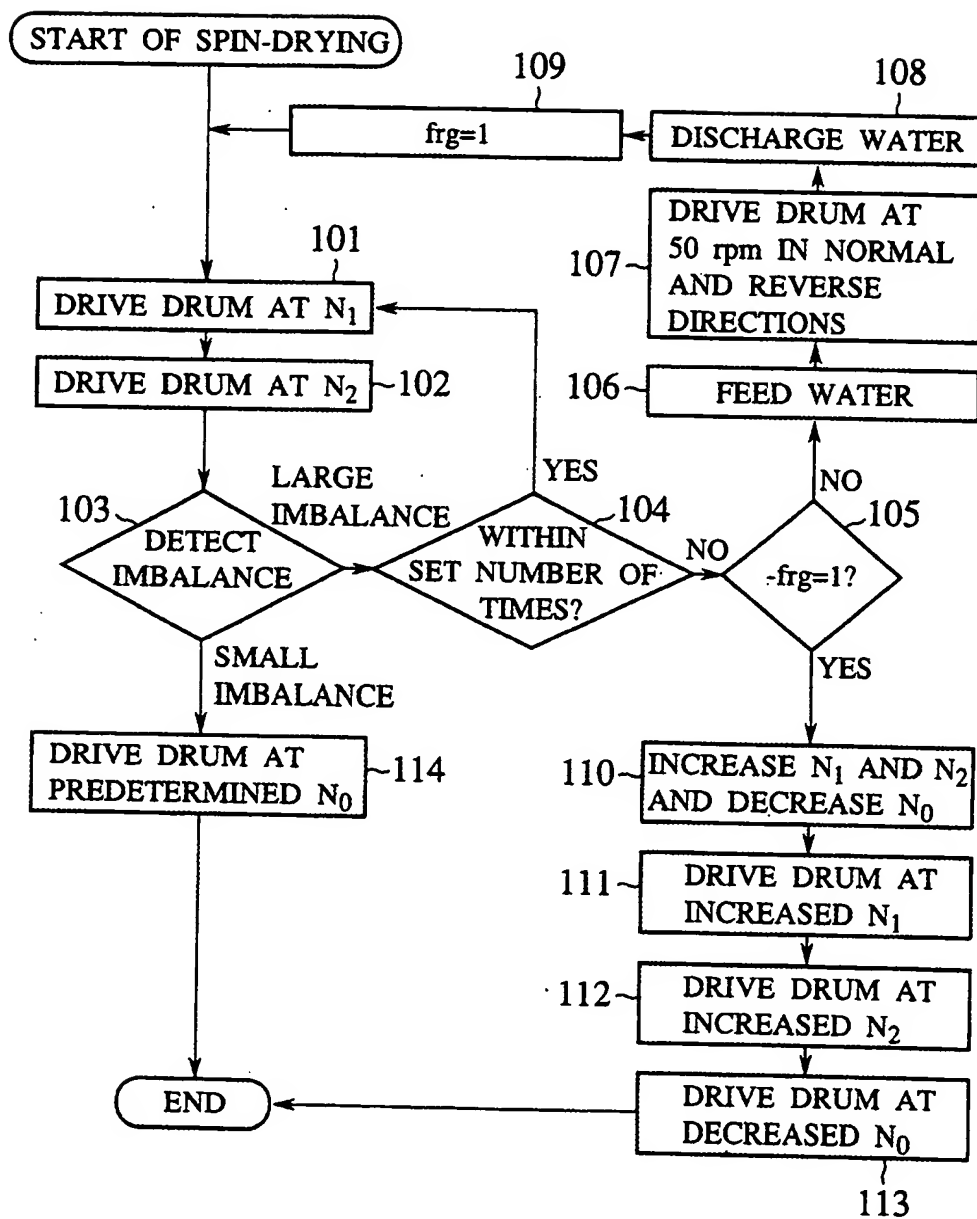 START OF SPIN-DRYING
109
108
frg=1
DISCHARGE WATER
101
107
DRIVE DRUM AT
50 rpm IN NORMAL
AND REVERSE
DIRECTIONS
DRIVE DRUM AT N₁
DRIVE DRUM AT N₂
102
106
FEED WATER
YES
NO
103
LARGE
IMBALANCE
104
105
DETECT
IMBALANCE
WITHIN
SET NUMBER OF
TIMES?
NO
frg=1?
SMALL
IMBALANCE
YES
DRIVE DRUM AT
PREDETERMINED N₀
114
110
INCREASE N₁ AND N₂
AND DECREASE N₀
111
DRIVE DRUM AT
INCREASED N₁
112
DRIVE DRUM AT
INCREASED N₂
END
DRIVE DRUM AT
DECREASED N₀
113